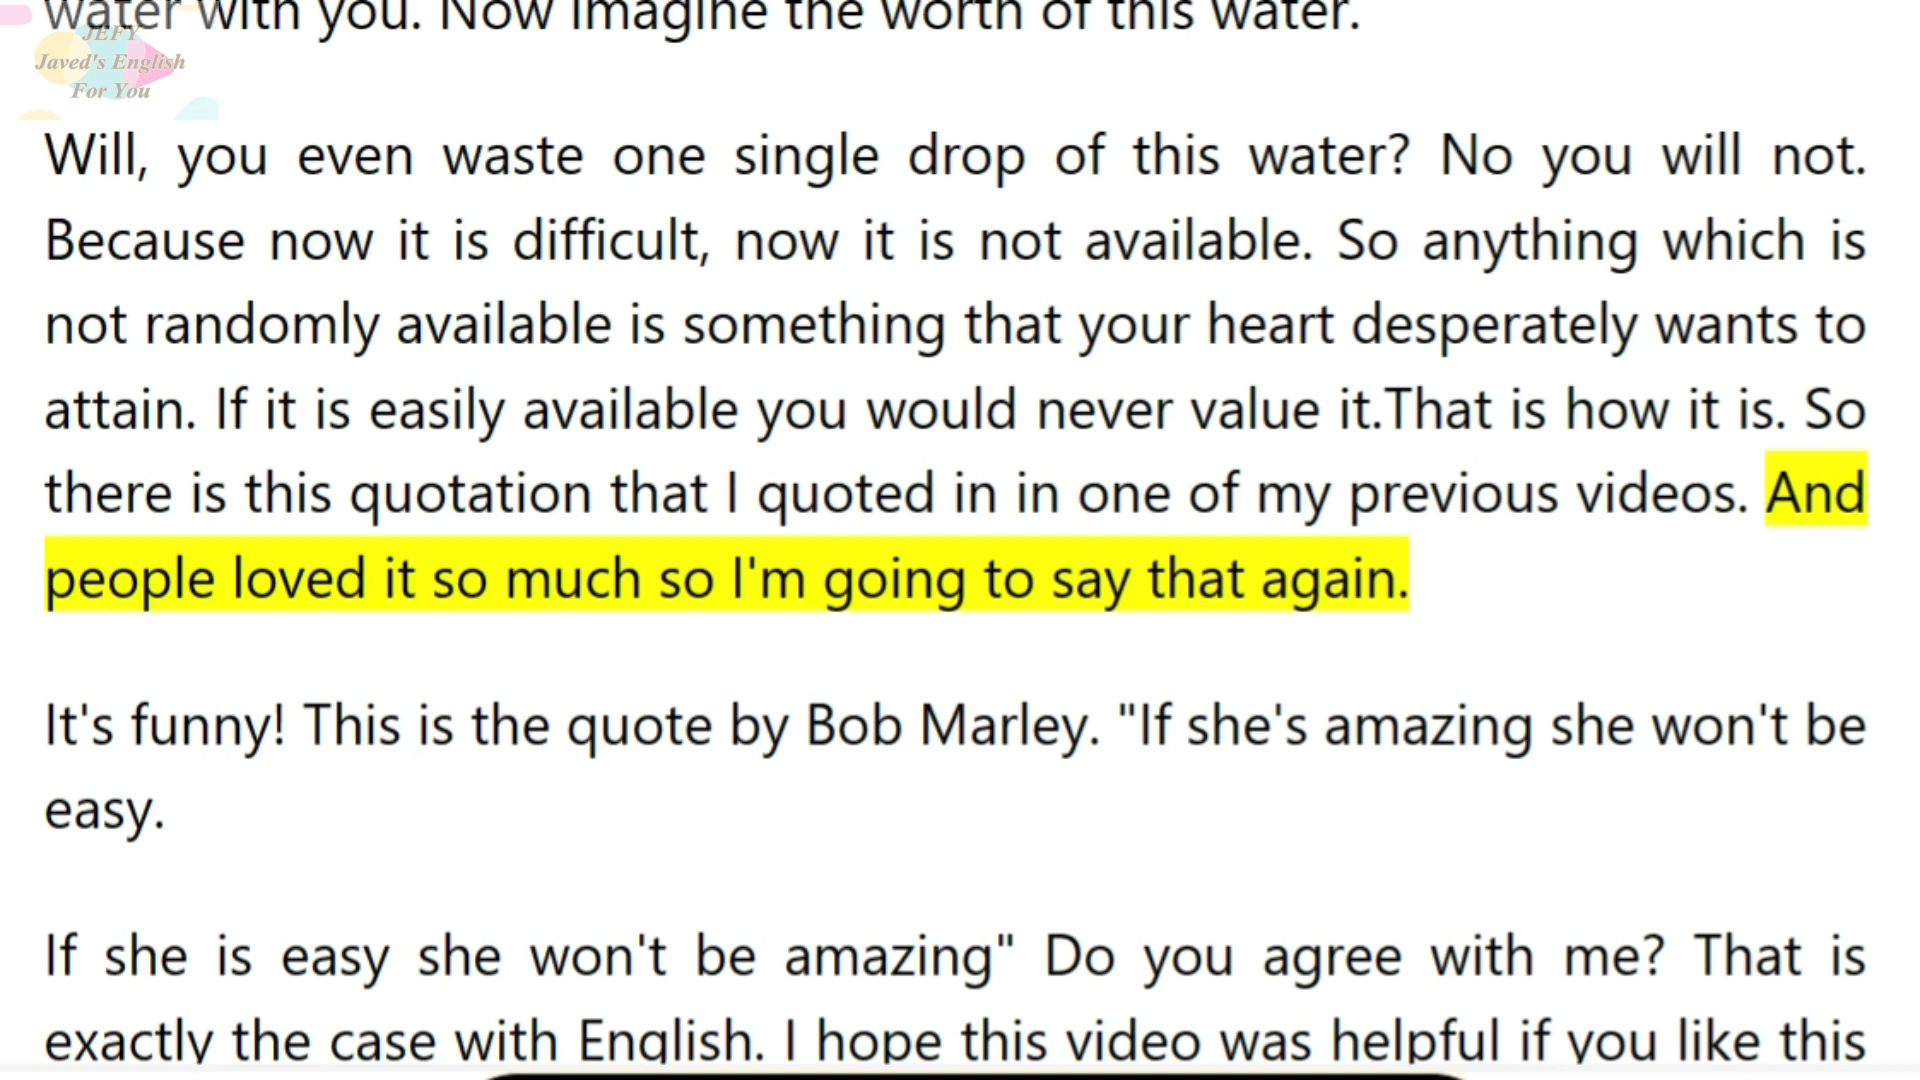 water with you. Now imagine the worth of this water.
JEFY
Javed's English
For You
Will, you even waste one single drop of this water? No you will not.
Because now it is difficult, now it is not available. So anything which is
not randomly available is something that your heart desperately wants to
attain. If it is easily available you would never value it.That is how it is. So
there is this quotation that I quoted in in one of my previous videos. And
people loved it so much so I'm going to say that again.
It's funny! This is the quote by Bob Marley. "If she's amazing she won't be
easy.
If she is easy she won't be amazing" Do you agree with me? That is
exactly the case with English. I hope this video was helpful if you like this